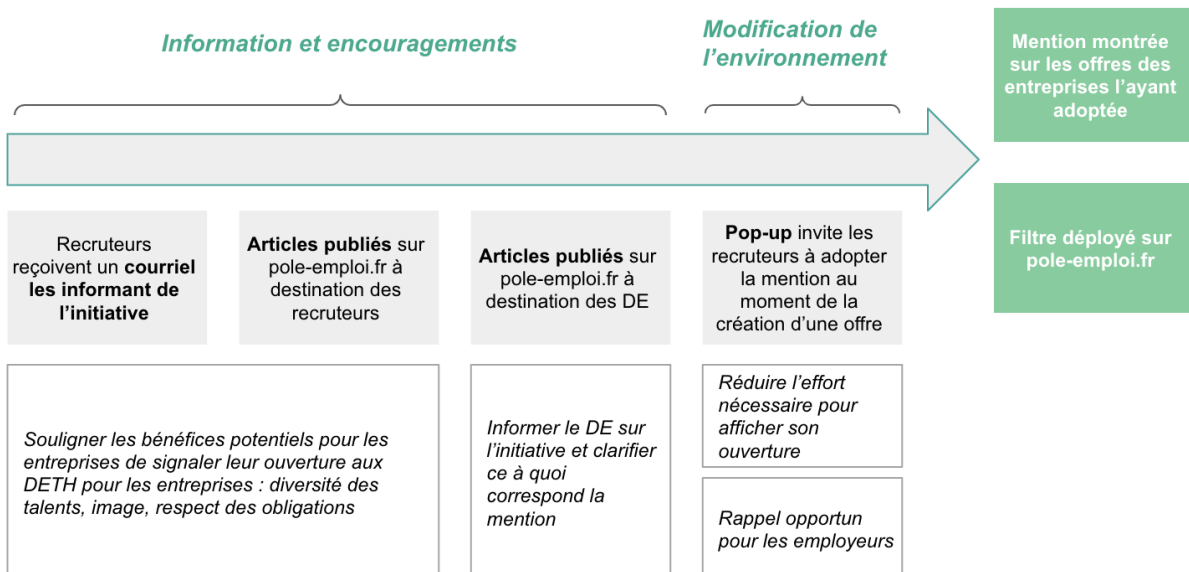 Information et encouragements
Modification de
l’environnement
Mention montrée
sur les offres des
entreprises l’ayant
adoptée
Filtre déployé sur
pole-emploi.fr
Recruteurs
reçoivent un courriel
les informant de
l’initiative
Articles publiés sur
pole-emploi.fr à
destination des
recruteurs
Articles publiés sur
pole-emploi.fr à
destination des DE
Pop-up invite les
recruteurs à adopter
la mention au
moment de la
création d’une offre
Souligner les bénéfices potentiels pour les
entreprises de signaler leur ouverture aux
DETH pour les entreprises : diversité des
talents, image, respect des obligations
Informer le DE sur
l’initiative et clarifier
ce à quoi
correspond la
mention
Réduire l’effort
nécessaire pour
afficher son
ouverture
Rappel opportun
pour les employeurs